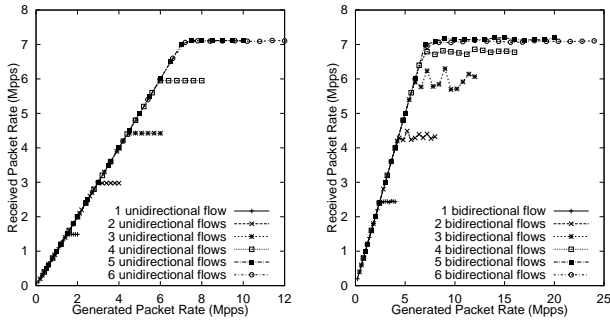 8
7
6
5
4
3
2
1
0
Received Packet Rate (Mpps)
1 unidirectional flow
2 unidirectional flows
3 unidirectional flows
4 unidirectional flows
5 unidirectional flows
6 unidirectional flows
0 2 4 6 8 10 12
Generated Packet Rate (Mpps)
8
7
6
5
4
3
2
1
0
Received Packet Rate (Mpps)
1 bidirectional flow
2 bidirectional flows
3 bidirectional flows
4 bidirectional flows
5 bidirectional flows
6 bidirectional flows
0 5 10 15 20 25
Generated Packet Rate (Mpps)